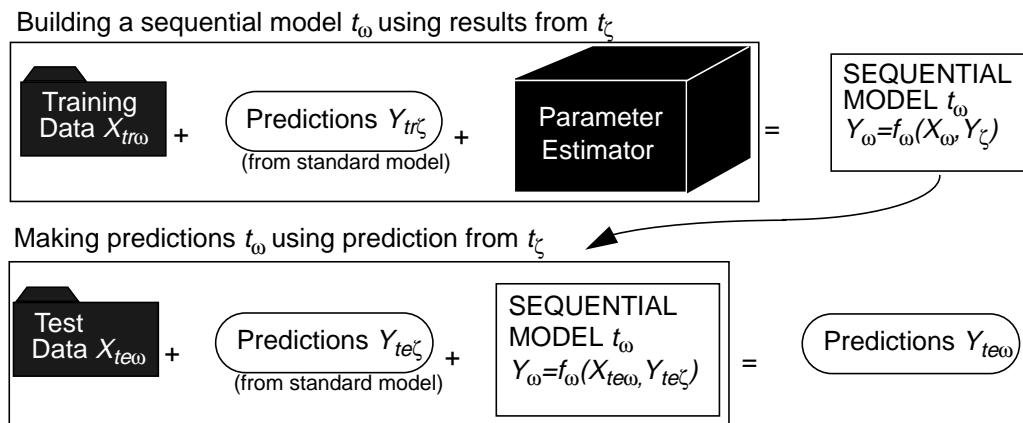 Building a sequential model tω using results from tζ
Training
Data Xtrω
+
Predictions Ytrζ
(from standard model)
+
Parameter
Estimator
=
SEQUENTIAL
MODEL tω
Yω=fω(Xω,Yζ)
Making predictions tω using prediction from tζ
Test
Data Xteω
+
Predictions Yteζ
(from standard model)
+
SEQUENTIAL
MODEL tω
Yω=fω(Xteω,Yteζ)
=
Predictions Yteω